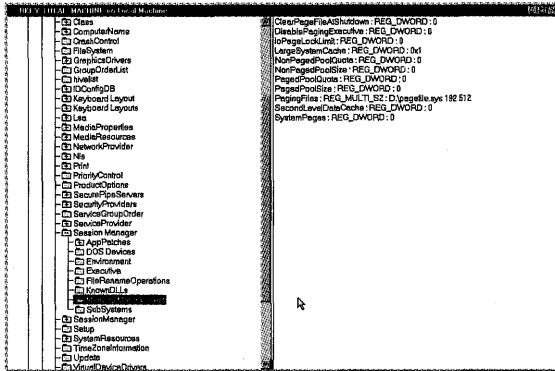 HKEY_LOCAL_MACHINE on Local Machine
Class
ComputerName
CrashControl
FileSystem
GraphicsDrivers
GroupOrderList
hivelist
IDConfigDB
Keyboard Layout
Keyboard Layouts
Lsa
MediaProperties
MediaResources
NetworkProvider
Nls
Print
PriorityControl
ProductOptions
SecurePipeServers
SecurityProviders
ServiceGroupOrder
ServiceProvider
Session Manager
AppPatches
DOS Devices
Environment
Executive
FileRenameOperations
KnownDLLs
SubSystems
SessionManager
Setup
SystemResources
TimeZoneInformation
Update
VirtualDeviceDrivers
ClearPageFileAtShutdown : REG_DWORD : 0
DisablePagingExecutive : REG_DWORD : 0
IoPageLockLimit : REG_DWORD : 0
LargeSystemCache : REG_DWORD : 0x1
NonPagedPoolQuota : REG_DWORD : 0
NonPagedPoolSize : REG_DWORD : 0
PagedPoolQuota : REG_DWORD : 0
PagedPoolSize : REG_DWORD : 0
PagingFiles : REG_MULTI_SZ : D:\pagefile.sys 192 512
SecondLevelDataCache : REG_DWORD : 0
SystemPages : REG_DWORD : 0